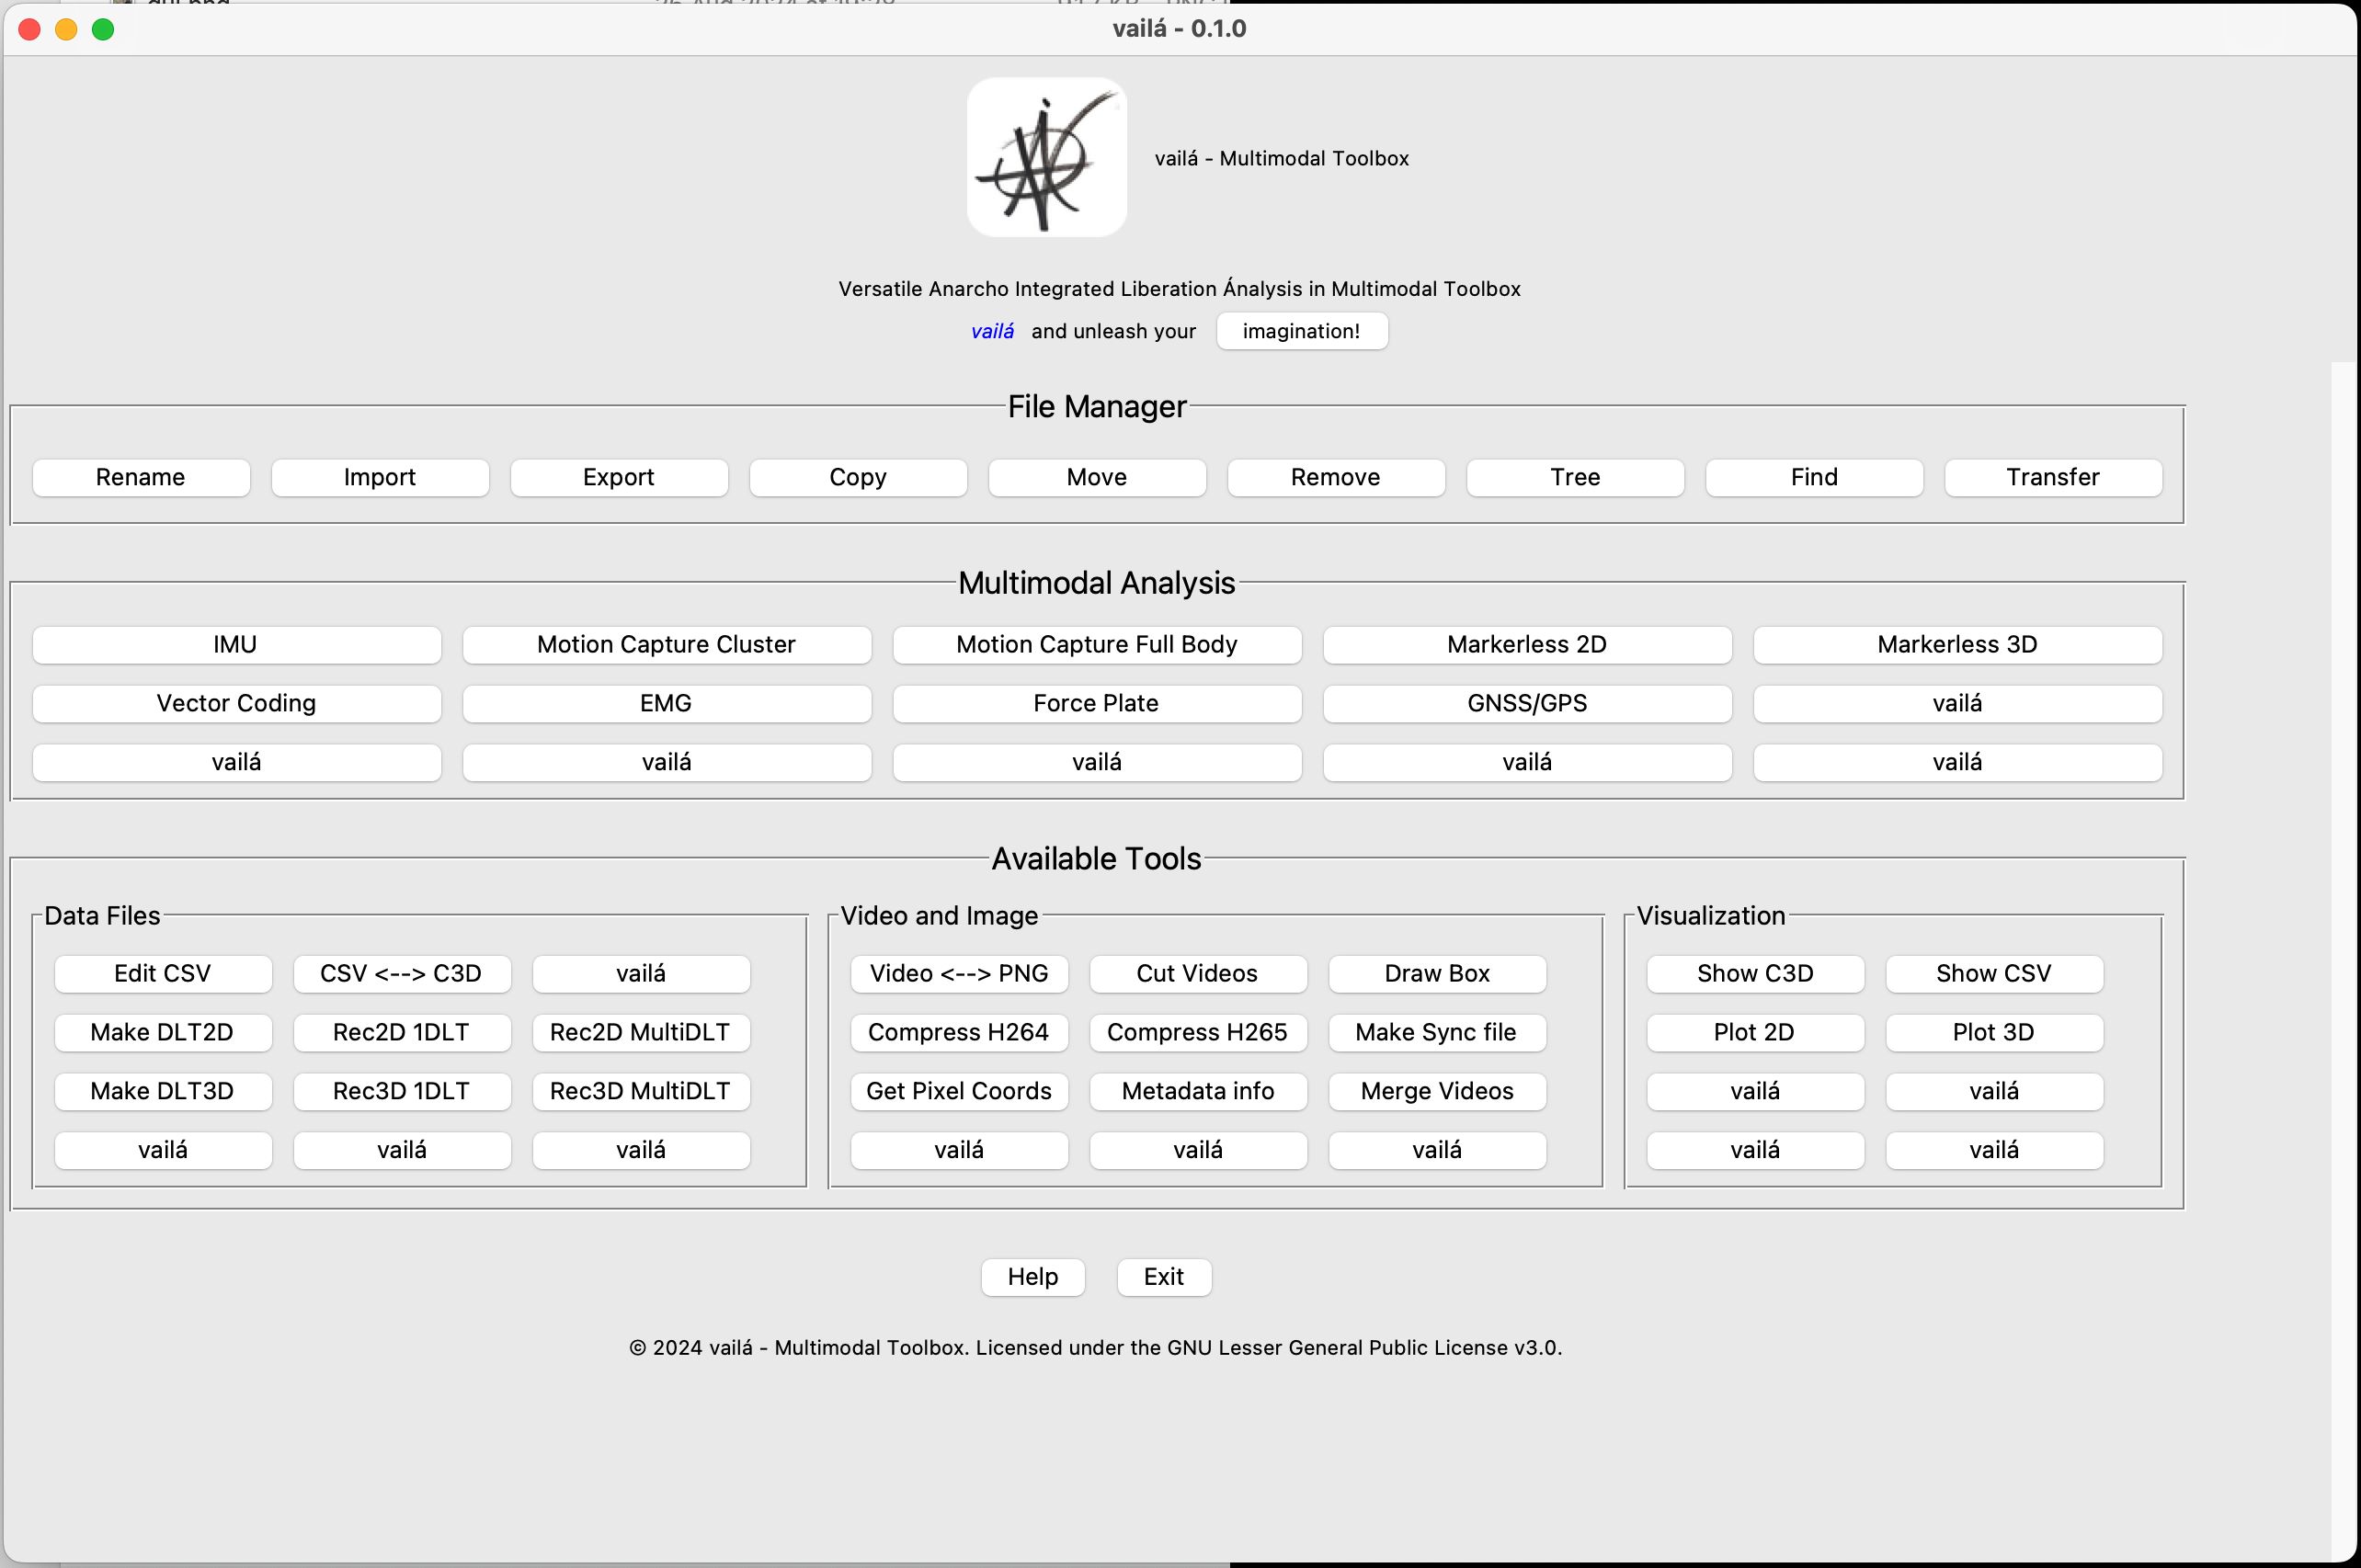 vailá - 0.1.0
vailá - Multimodal Toolbox
Versatile Anarcho Integrated Liberation Ánalysis in Multimodal Toolbox
vailá and unleash your imagination!
File Manager
Rename Import Export Copy Move Remove Tree Find Transfer
Multimodal Analysis
IMU Motion Capture Cluster Motion Capture Full Body Markerless 2D Markerless 3D
Vector Coding EMG Force Plate GNSS/GPS vailá
vailá vailá vailá vailá vailá
Available Tools
Data Files
Edit CSV CSV <--> C3D vailá
Make DLT2D Rec2D 1DLT Rec2D MultiDLT
Make DLT3D Rec3D 1DLT Rec3D MultiDLT
vailá vailá vailá
Video and Image
Video <--> PNG Cut Videos Draw Box
Compress H264 Compress H265 Make Sync file
Get Pixel Coords Metadata info Merge Videos
vailá vailá vailá
Visualization
Show C3D Show CSV
Plot 2D Plot 3D
vailá vailá
vailá vailá
Help Exit
© 2024 vailá - Multimodal Toolbox. Licensed under the GNU Lesser General Public License v3.0.